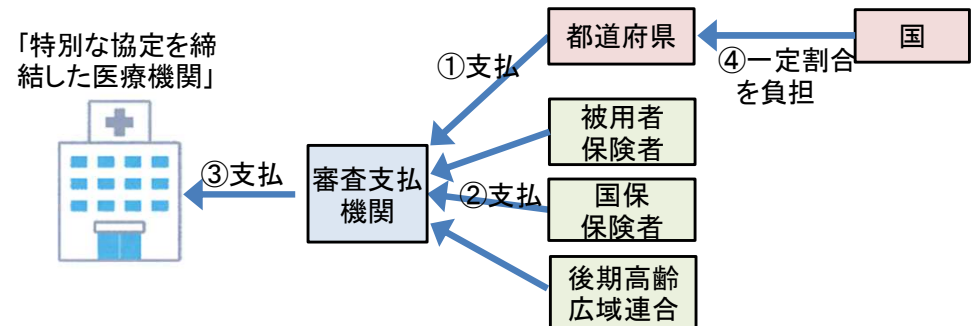 「特別な協定を締
結した医療機関」
③支払
審査支払
機関
①支払
②支払
都道府県
④一定割合
を負担
国
被用者
保険者
国保
保険者
後期高齢
広域連合